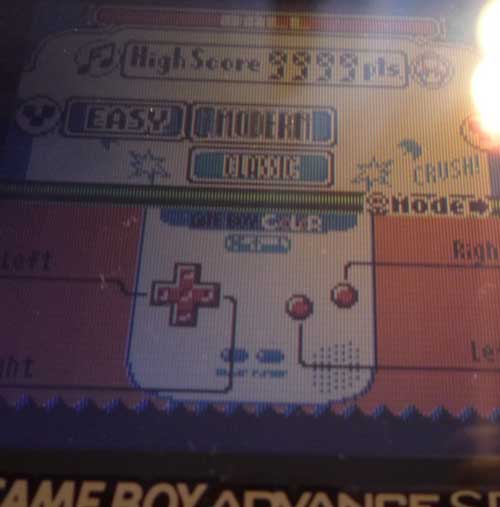 High Score 9999 pts.
EASY MODERN
CLASSIC
CRUSH!
Mode
GAME BOY COLOR
Left
Righ
ght
Le
GAME BOY ADVANCE SP